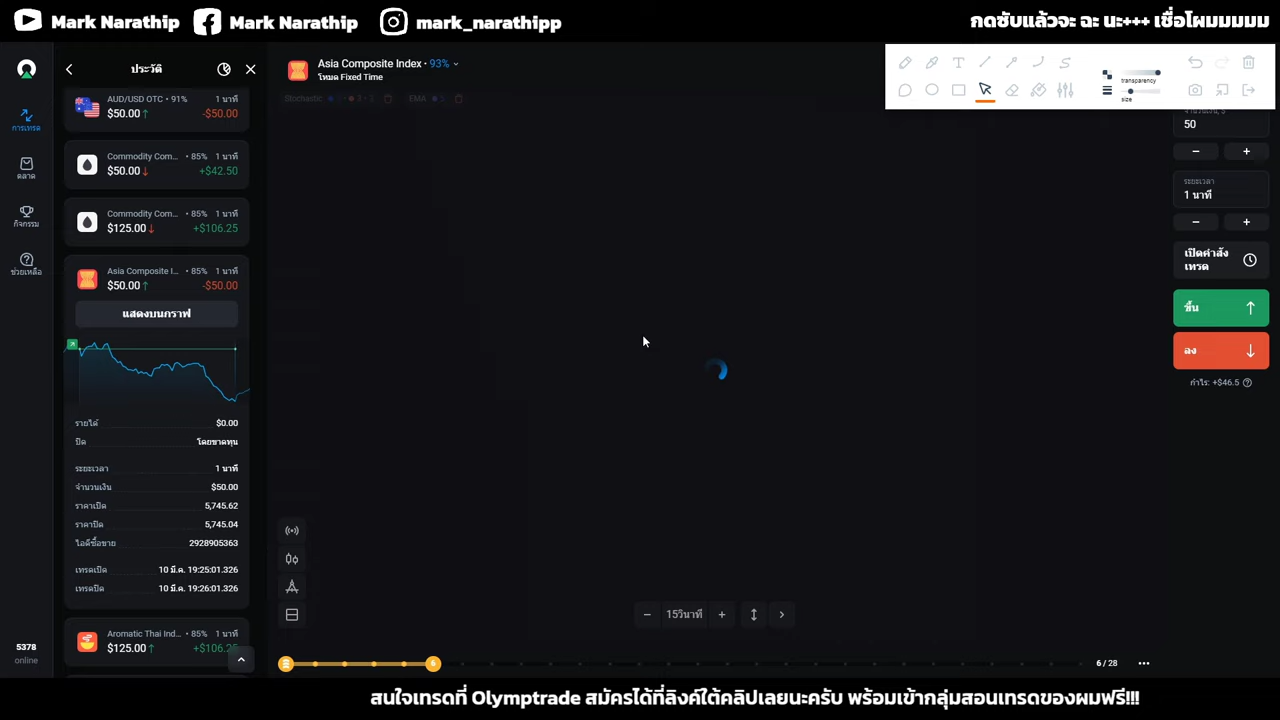 Mark Narathip
Mark Narathip
mark_narathipp
กดซับแล้วจะ ฉะ นะ+++ เชื่อโผมมมมม
ประวัติ
Asia Composite Index • 93%
โหมด Fixed Time
Stochastic
EMA
transparency
size
การเทรด
ตลาด
กิจกรรม
ช่วยเหลือ
AUD/USD OTC • 91% 1 นาที
$50.00 -$50.00
Commodity Com... • 85% 1 นาที
$50.00 +$42.50
Commodity Com... • 85% 1 นาที
$125.00 +$106.25
Asia Composite I... • 85% 1 นาที
$50.00 -$50.00
แสดงบนกราฟ
รายได้ $0.00
ปิด โดยขาดทุน
ระยะเวลา 1 นาที
จำนวนเงิน $50.00
ราคาเปิด 5,745.62
ราคาปิด 5,745.04
ไอดีซื้อขาย 2928905363
เทรดเปิด 10 มี.ค. 19:25:01.326
เทรดปิด 10 มี.ค. 19:26:01.326
Aromatic Thai Ind... • 85% 1 นาที
$125.00 +$106.25
5378
online
50
ระยะเวลา
1 นาที
เปิดคำสั่ง
เทรด
ขึ้น
ลง
กำไร: +$46.5
15วินาที
6
6 / 28
สนใจเทรดที่ Olymptrade สมัครได้ที่ลิงค์ใต้คลิปเลยนะครับ พร้อมเข้ากลุ่มสอนเทรดของผมฟรี!!!